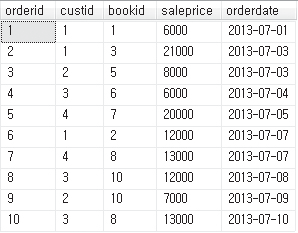 orderid custid bookid saleprice orderdate
1 1 1 6000 2013-07-01
2 1 3 21000 2013-07-03
3 2 5 8000 2013-07-03
4 3 6 6000 2013-07-04
5 4 7 20000 2013-07-05
6 1 2 12000 2013-07-07
7 4 8 13000 2013-07-07
8 3 10 12000 2013-07-08
9 2 10 7000 2013-07-09
10 3 8 13000 2013-07-10